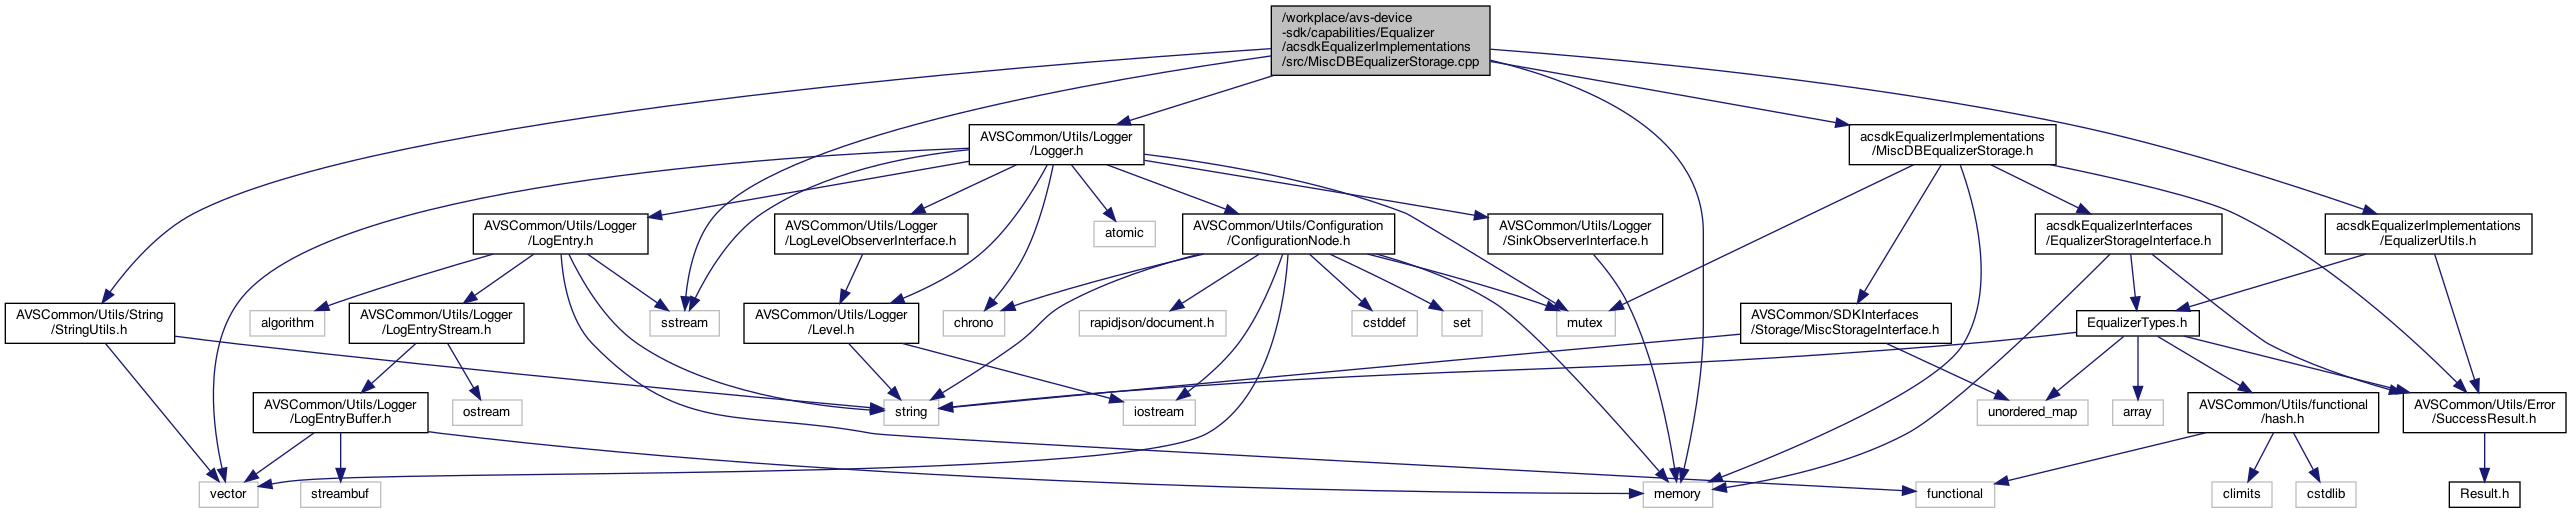 /workplace/avs-device
-sdk/capabilities/Equalizer
/acsdkEqualizerImplementations
/src/MiscDBEqualizerStorage.cpp
AVSCommon/Utils/Logger
/Logger.h
acsdkEqualizerImplementations
/MiscDBEqualizerStorage.h
AVSCommon/Utils/Logger
/LogEntry.h
AVSCommon/Utils/Logger
/LogLevelObserverInterface.h
atomic
AVSCommon/Utils/Configuration
/ConfigurationNode.h
AVSCommon/Utils/Logger
/SinkObserverInterface.h
acsdkEqualizerInterfaces
/EqualizerStorageInterface.h
acsdkEqualizerImplementations
/EqualizerUtils.h
AVSCommon/Utils/String
/StringUtils.h
algorithm
AVSCommon/Utils/Logger
/LogEntryStream.h
sstream
AVSCommon/Utils/Logger
/Level.h
chrono
rapidjson/document.h
cstddef
set
mutex
AVSCommon/SDKInterfaces
/Storage/MiscStorageInterface.h
EqualizerTypes.h
AVSCommon/Utils/Logger
/LogEntryBuffer.h
ostream
string
iostream
unordered_map
array
AVSCommon/Utils/functional
/hash.h
AVSCommon/Utils/Error
/SuccessResult.h
vector
streambuf
memory
functional
climits
cstdlib
Result.h